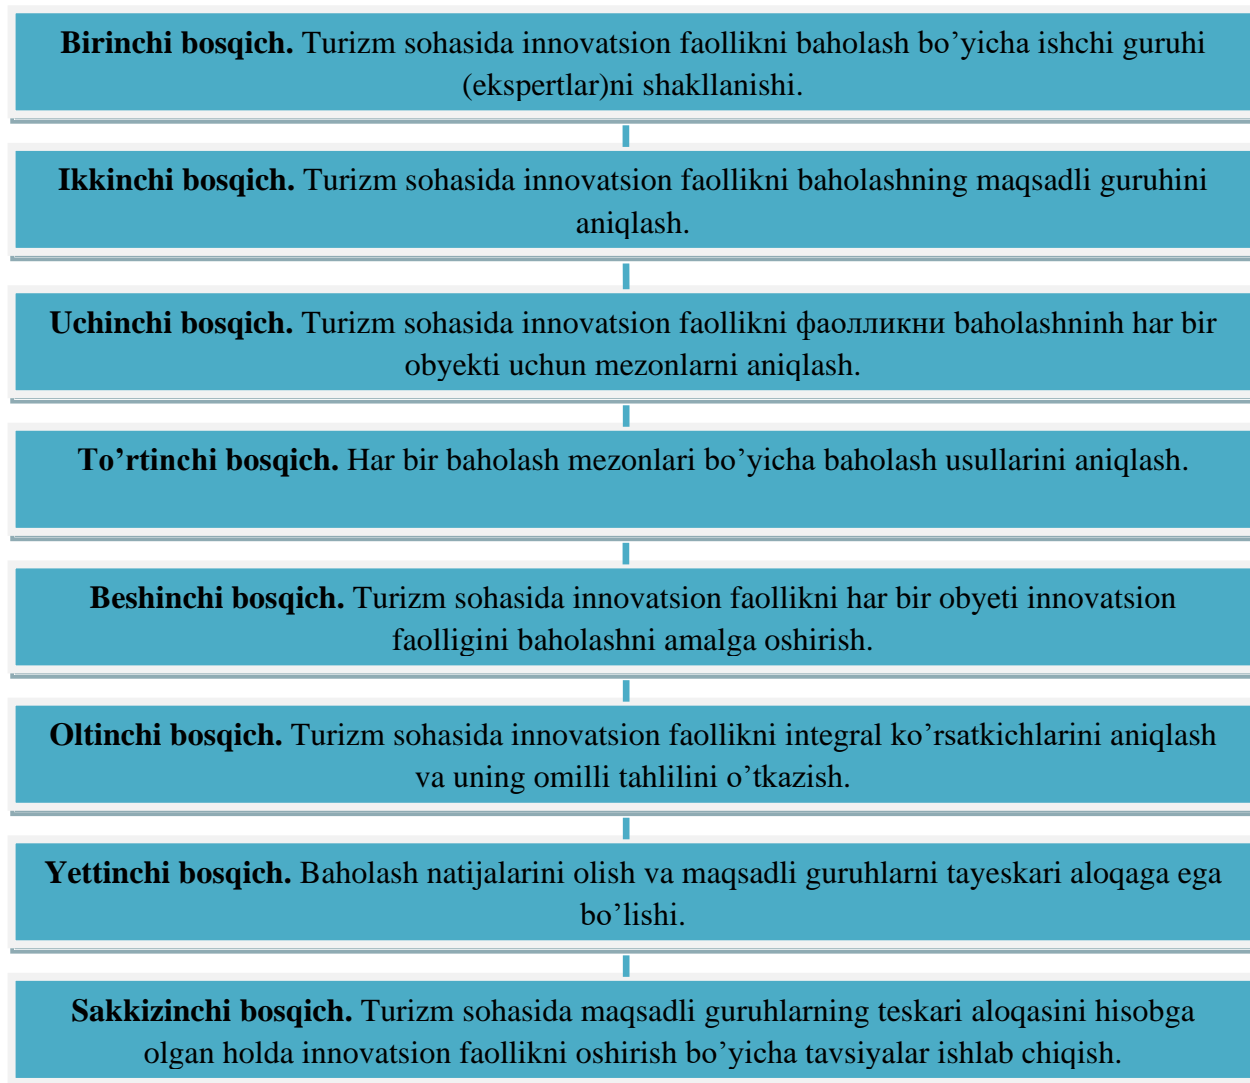 Birinchi bosqich. Turizm sohasida innovatsion faollikni baholash bo’yicha ishchi guruhi
(ekspertlar)ni shakllanishi.
Ikkinchi bosqich. Turizm sohasida innovatsion faollikni baholashning maqsadli guruhini
aniqlash.
Uchinchi bosqich. Turizm sohasida innovatsion faollikni фаолликни baholashninh har bir
obyekti uchun mezonlarni aniqlash.
To’rtinchi bosqich. Har bir baholash mezonlari bo’yicha baholash usullarini aniqlash.
Beshinchi bosqich. Turizm sohasida innovatsion faollikni har bir obyeti innovatsion
faolligini baholashni amalga oshirish.
Oltinchi bosqich. Turizm sohasida innovatsion faollikni integral ko’rsatkichlarini aniqlash
va uning omilli tahlilini o’tkazish.
Yettinchi bosqich. Baholash natijalarini olish va maqsadli guruhlarni tayeskari aloqaga ega
bo’lishi.
Sakkizinchi bosqich. Turizm sohasida maqsadli guruhlarning teskari aloqasini hisobga
olgan holda innovatsion faollikni oshirish bo’yicha tavsiyalar ishlab chiqish.